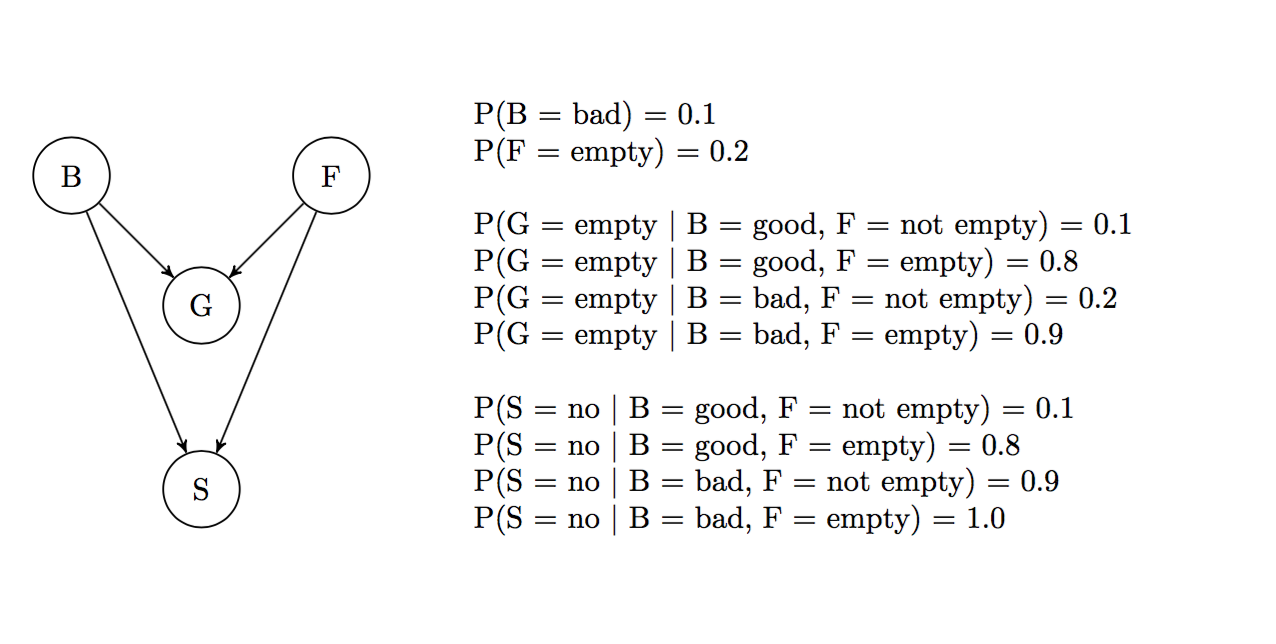 B
F
G
S
P(B = bad) = 0.1
P(F = empty) = 0.2
P(G = empty | B = good, F = not empty) = 0.1
P(G = empty | B = good, F = empty) = 0.8
P(G = empty | B = bad, F = not empty) = 0.2
P(G = empty | B = bad, F = empty) = 0.9
P(S = no | B = good, F = not empty) = 0.1
P(S = no | B = good, F = empty) = 0.8
P(S = no | B = bad, F = not empty) = 0.9
P(S = no | B = bad, F = empty) = 1.0